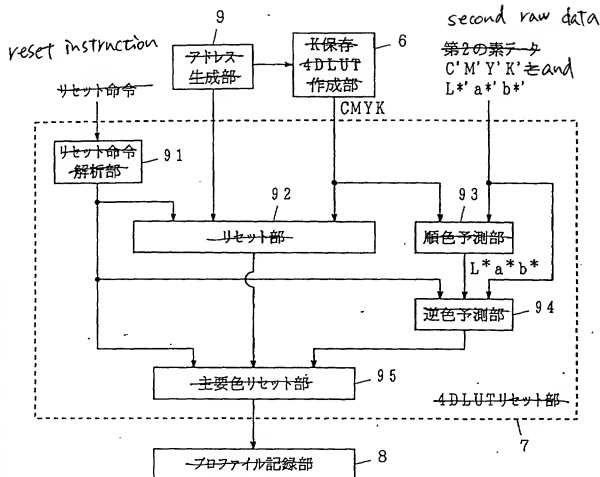 second raw data
reset instruction
9
6
アドレス
生成部
K保存
4DLUT
作成部
第2の素データ
C'M'Y'K'と and
L*'a*'b*'
リセット命令
CMYK
リセット命令
解析部
91
92
リセット部
93
順色予測部
L*a*b*
逆色予測部
94
主要色リセット部
95
4DLUTリセット部
7
プロファイル記録部
8